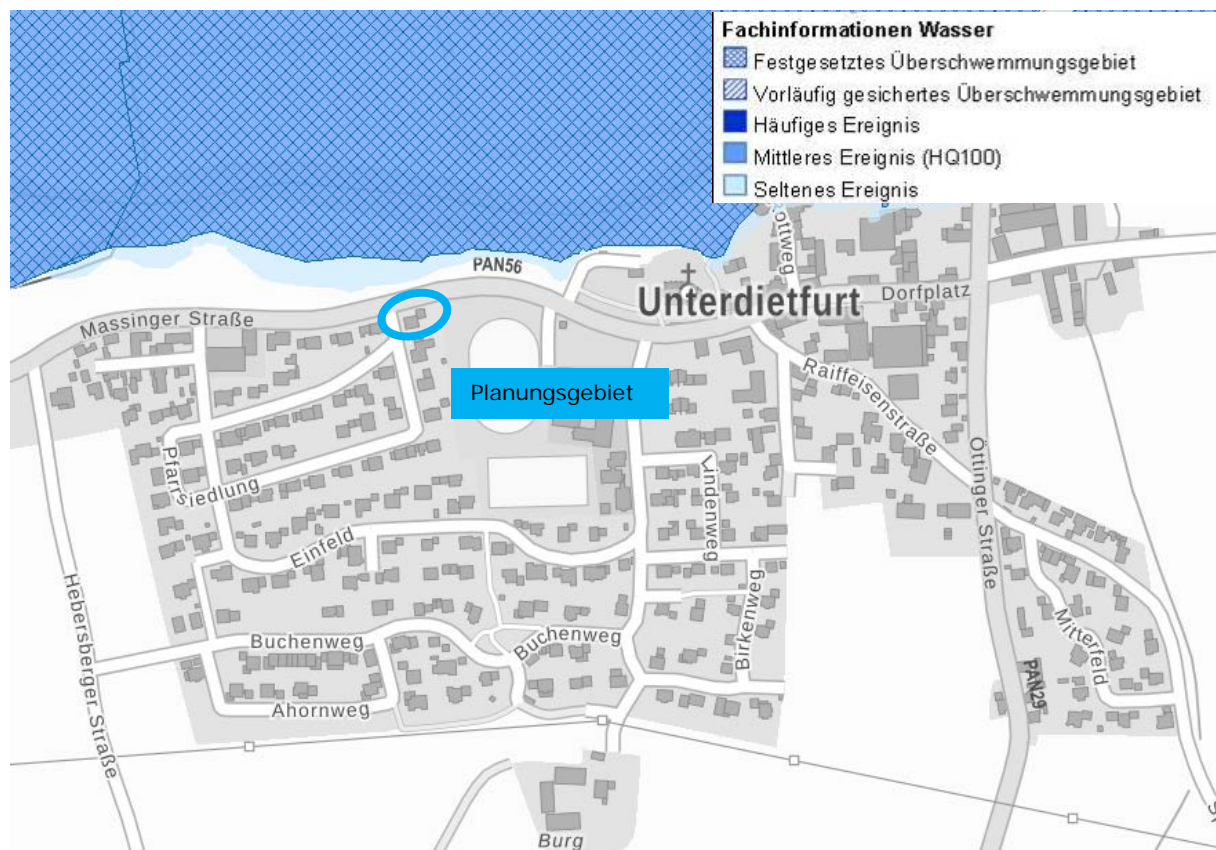 Fachinformationen Wasser
Festgesetztes Überschwemmungsgebiet
Vorläufig gesichertes Überschwemmungsgebiet
Häufiges Ereignis
Mittleres Ereignis (HQ100)
Seltenes Ereignis
PAN56
Unterdietfurt
Dorfplatz
Massinger Straße
Raiffeisenstraße
Planungsgebiet
Öttinger Straße
Lindenweg
siedlung
Einfeld
Birkenweg
Hebersberger Straße
Buchenweg
Buchenweg
Mitterfeld
PAN29
Ahornweg
Burg